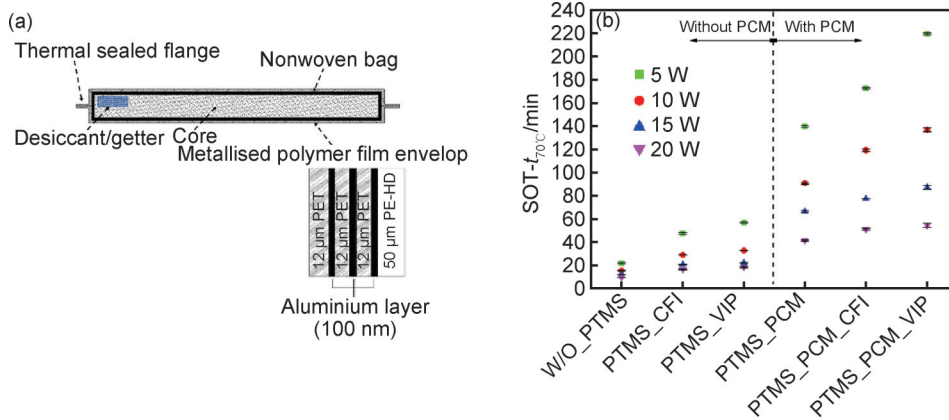 (a)
Thermal sealed flange
Nonwoven bag
Desiccant/getter
Core
Metallised polymer film envelop
12 μm PET
12 μm PET
12 μm PET
50 μm PE-HD
Aluminium layer
(100 nm)
(b)
Without PCM
With PCM
5 W
10 W
15 W
20 W
SOT-t70℃/min
220
200
180
160
140
120
100
80
60
40
20
0
W/O_PTMS
PTMS_CFI
PTMS_VIP
PTMS_PCM
PTMS_PCM_CFI
PTMS_PCM_VIP